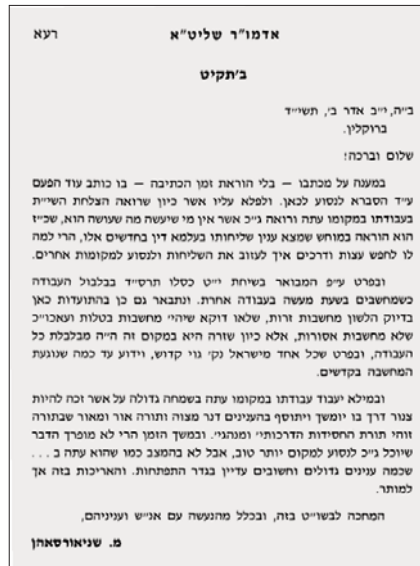 אדמו"ר שליט"א
רעא
ב'תקיט
ב"ה, י"ב אדר ב', תשי"ד
ברוקלין.
שלום וברכה!
במענה על מכתבו — בלי הוראת זמן הכתיבה — בו כותב עוד הפעם
ע"ד הסברא לנסוע לכאן. ולפלא עליו אשר כיון שרואה הצלחת השי"ת
בעבודתו במקומו עתה ורואה ג"כ אשר אין מי שיעשה מה שעושה הוא, שכ"ז
הוא הוראה במוחש שמצא ענין שליחותו בעלמא דין בחדשים אלו, הרי למה
לו לחפש עצות ודרכים איך לעזוב את השליחות ולנסוע למקומות אחרים.
ובפרט ע"פ המבואר בשיחת י"ט כסלו תרס"ד בבלבול העבודה
כשמחשבים בשעת מעשה בעבודה אחרת. ונתבאר גם כן בהתועדות כאן
בדיוק הלשון מחשבות זרות, שלאו דוקא שיהי' מחשבות בטלות ועאכו"כ
שלא מחשבות אסורות, אלא כיון שזרה היא במקום זה ה"ה מבלבלת כל
העבודה, ובפרט שכל אחד מישראל נק' גוי קדוש, וידוע עד כמה שנוגעת
המחשבה בקדשים.
ובמילא יעבוד עבודתו במקומו עתה בשמחה גדולה על אשר זכה להיות
צנור דרך בו יומשך ויתוסף בהענינים דנר מצוה ותורה אור ומאור שבתורה
זוהי תורת החסידות הדרכותי' ומנהגי'. ובמשך הזמן הרי לא מופרך הדבר
שיוכל ג"כ לנסוע למקום יותר טוב, אבל לא בהמצב כמו שהוא עתה ב . . .
שכמה ענינים גדולים וחשובים עדיין בגדר התפתחות. והאריכות בזה אך
למותר.
המחכה לבשו"ט בזה, ובכלל מהנעשה עם אנ"ש ועניניהם,
מ. שניאורסאהן